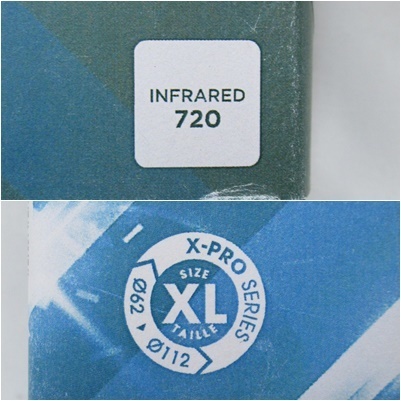 INFRARED
720
X-PRO SERIES
SIZE
XL
TAILLE
Ø62
Ø112